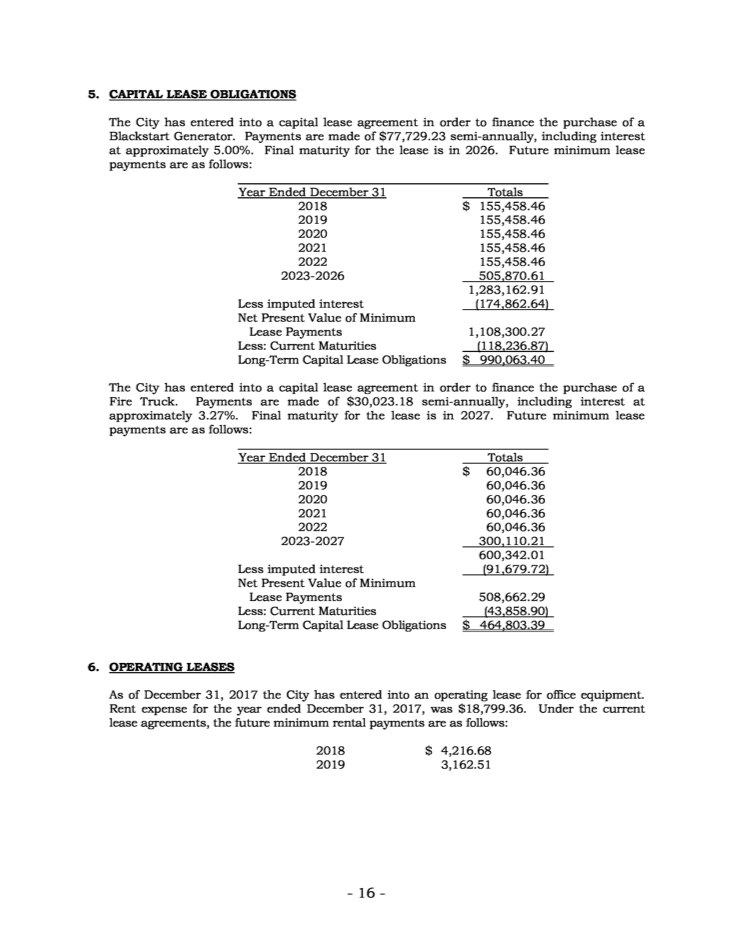 5. CAPITAL LEASE OBLIGATIONS
The City has entered into a capital lease agreement in order to finance the purchase of a
Blackstart Generator. Payments are made of $77,729.23 semi-annually, including interest
at approximately 5.00%. Final maturity for the lease is in 2026. Future minimum lease
payments are as follows:
Year Ended December 31 Totals
2018 $ 155,458.46
2019 155,458.46
2020 155,458.46
2021 155,458.46
2022 155,458.46
2023-2026 505,870.61
1,283,162.91
Less imputed interest (174,862.64)
Net Present Value of Minimum
Lease Payments 1,108,300.27
Less: Current Maturities (118,236.87)
Long-Term Capital Lease Obligations $ 990,063.40
The City has entered into a capital lease agreement in order to finance the purchase of a
Fire Truck. Payments are made of $30,023.18 semi-annually, including interest at
approximately 3.27%. Final maturity for the lease is in 2027. Future minimum lease
payments are as follows:
Year Ended December 31 Totals
2018 $ 60,046.36
2019 60,046.36
2020 60,046.36
2021 60,046.36
2022 60,046.36
2023-2027 300,110.21
600,342.01
Less imputed interest (91,679.72)
Net Present Value of Minimum
Lease Payments 508,662.29
Less: Current Maturities (43,858.90)
Long-Term Capital Lease Obligations $ 464,803.39
6. OPERATING LEASES
As of December 31, 2017 the City has entered into an operating lease for office equipment.
Rent expense for the year ended December 31, 2017, was $18,799.36. Under the current
lease agreements, the future minimum rental payments are as follows:
2018 $ 4,216.68
2019 3,162.51
- 16 -